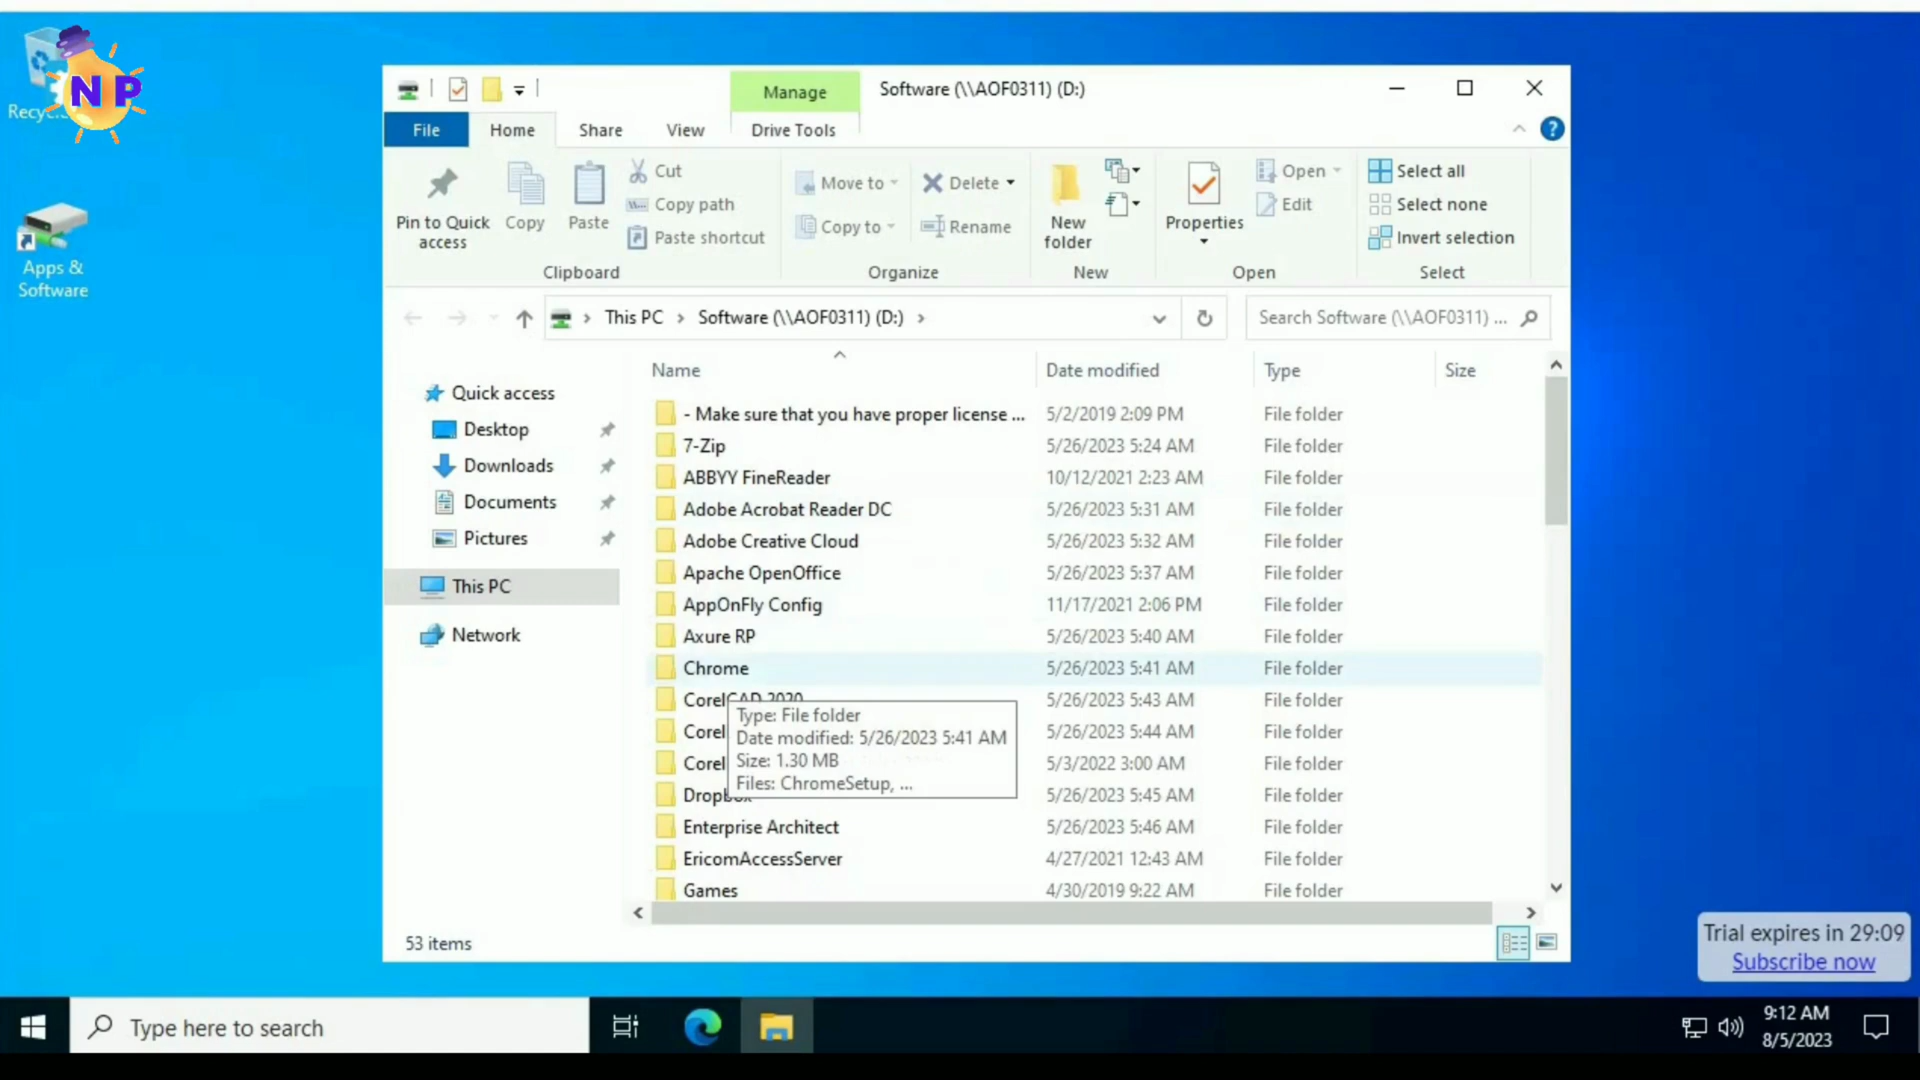 N P
Recyc
Apps &
Software
Manage
Software (\\AOF0311) (D:)
File
Home
Share
View
Drive Tools
?
Pin to Quick
access
Copy
Paste
Cut
Copy path
Paste shortcut
Clipboard
Move to
Copy to
Delete
Rename
Organize
New
folder
New
Properties
Open
Edit
Open
Select all
Select none
Invert selection
Select
This PC
Software (\\AOF0311) (D:)
Search Software (\\AOF0311) ...
Quick access
Desktop
Downloads
Documents
Pictures
This PC
Network
Name Date modified Type Size
- Make sure that you have proper license ... 5/2/2019 2:09 PM File folder
7-Zip 5/26/2023 5:24 AM File folder
ABBYY FineReader 10/12/2021 2:23 AM File folder
Adobe Acrobat Reader DC 5/26/2023 5:31 AM File folder
Adobe Creative Cloud 5/26/2023 5:32 AM File folder
Apache OpenOffice 5/26/2023 5:37 AM File folder
AppOnFly Config 11/17/2021 2:06 PM File folder
Axure RP 5/26/2023 5:40 AM File folder
Chrome 5/26/2023 5:41 AM File folder
CorelCAD 2020 5/26/2023 5:43 AM File folder
Corel 5/26/2023 5:44 AM File folder
Corel 5/3/2022 3:00 AM File folder
Dropbox 5/26/2023 5:45 AM File folder
Enterprise Architect 5/26/2023 5:46 AM File folder
EricomAccessServer 4/27/2021 12:43 AM File folder
Games 4/30/2019 9:22 AM File folder
Type: File folder
Date modified: 5/26/2023 5:41 AM
Size: 1.30 MB
Files: ChromeSetup, ...
53 items
Trial expires in 29:09
Subscribe now
Type here to search
9:12 AM
8/5/2023